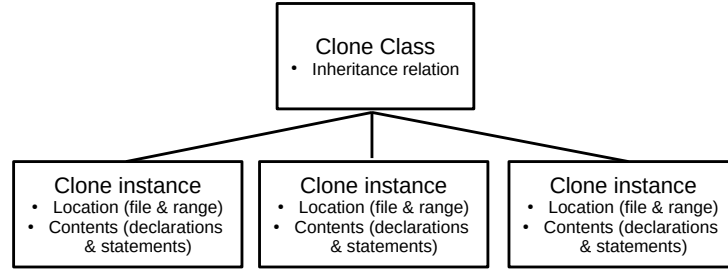 Clone Class
• Inheritance relation
Clone instance
• Location (file & range)
• Contents (declarations
& statements)
Clone instance
• Location (file & range)
• Contents (declarations
& statements)
Clone instance
• Location (file & range)
• Contents (declarations
& statements)